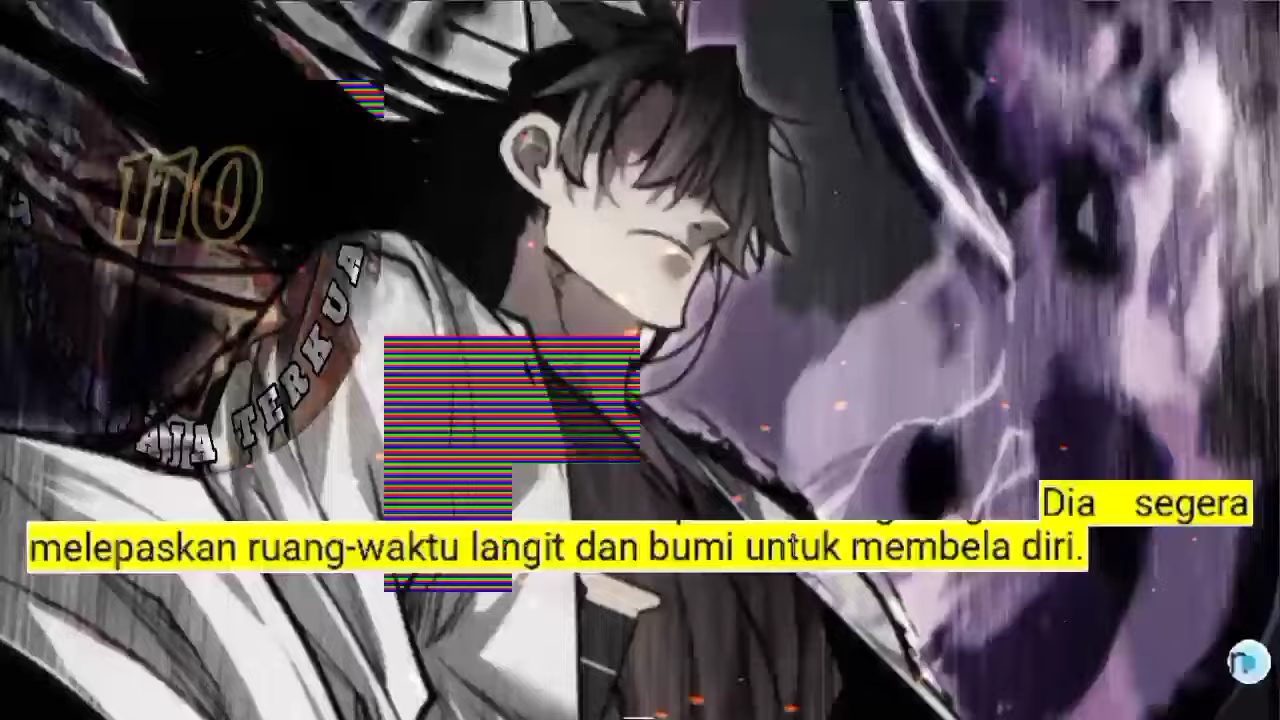 110
TERKUA
Dia segera
melepaskan ruang-waktu langit dan bumi untuk membela diri.